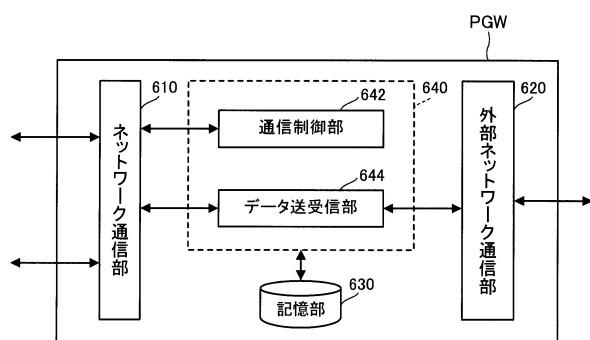 PGW
610
642
640
620
通信制御部
644
データ送受信部
ネットワーク通信部
外部ネットワーク通信部
630
記憶部